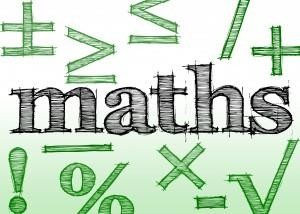 ± ≥ ≤ / +
maths
! − % × − √